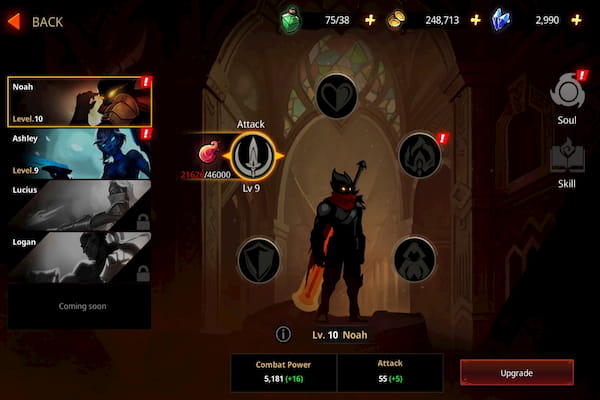 BACK
75/38
248,713
2,990
Noah
Level.10
Ashley
Level.9
Lucius
Logan
Coming soon
Attack
21626/46000
Lv 9
Soul
Skill
Lv. 10 Noah
Combat Power
5,181 (+16)
Attack
55 (+5)
Upgrade